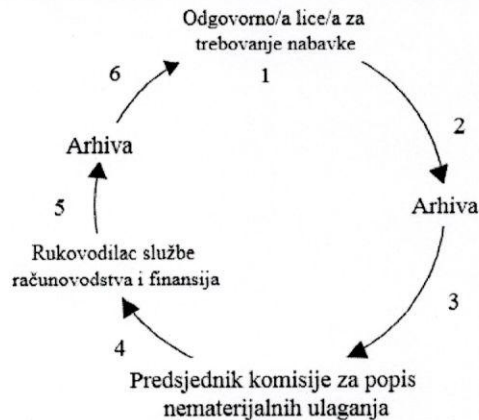 Odgovorno/a lice/a za
trebovanje nabavke
1
2
Arhiva
3
Predsjednik komisije za popis
nematerijalnih ulaganja
4
Rukovodilac službe
računovodstva i finansija
5
Arhiva
6